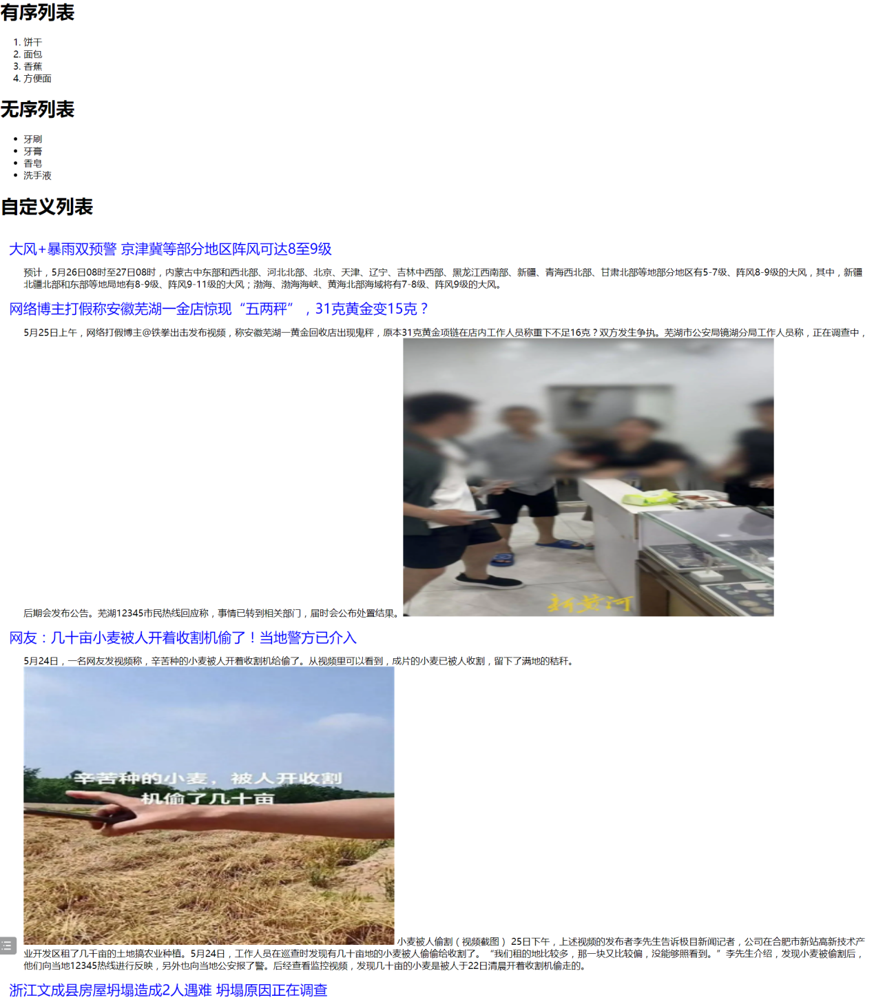 有序列表
1. 饼干
2. 面包
3. 香蕉
4. 方便面
无序列表
• 牙刷
• 牙膏
• 香皂
• 洗手液
自定义列表
大风+暴雨双预警 京津冀等部分地区阵风可达8至9级
预计，5月26日08时至27日08时，内蒙古中东部和西北部、河北北部、北京、天津、辽宁、吉林中西部、黑龙江西南部、新疆、青海西北部、甘肃北部等地部分地区有5-7级、阵风8-9级的大风，其中，新疆
北疆北部和东部等地局地有8-9级、阵风9-11级的大风；渤海、渤海海峡、黄海北部海域将有7-8级、阵风9级的大风。
网络博主打假称安徽芜湖一金店惊现“五两秤”，31克黄金变15克？
5月25日上午，网络打假博主@铁拳出击发布视频，称安徽芜湖一黄金回收店出现鬼秤，原本31克黄金项链在店内工作人员称重下不足16克？双方发生争执。芜湖市公安局镜湖分局工作人员称，正在调查中，
新黄河
后期会发布公告。芜湖12345市民热线回应称，事情已转到相关部门，届时会公布处置结果。
网友：几十亩小麦被人开着收割机偷了！当地警方已介入
5月24日，一名网友发视频称，辛苦种的小麦被人开着收割机给偷了。从视频里可以看到，成片的小麦已被人收割，留下了满地的秸秆。
辛苦种的小麦，被人开收割
机偷了几十亩
小麦被人偷割（视频截图） 25日下午，上述视频的发布者李先生告诉极目新闻记者，公司在合肥市新站高新技术产
业开发区租了几千亩的土地搞农业种植。5月24日，工作人员在巡查时发现有几十亩地的小麦被人偷偷给收割了。“我们租的地比较多，那一块又比较偏，没能够照看到。”李先生介绍，发现小麦被偷割后，
他们向当地12345热线进行反映，另外也向当地公安报了警。后经查看监控视频，发现几十亩的小麦是被人于22日清晨开着收割机偷走的。
浙江文成县房屋坍塌造成2人遇难 坍塌原因正在调查